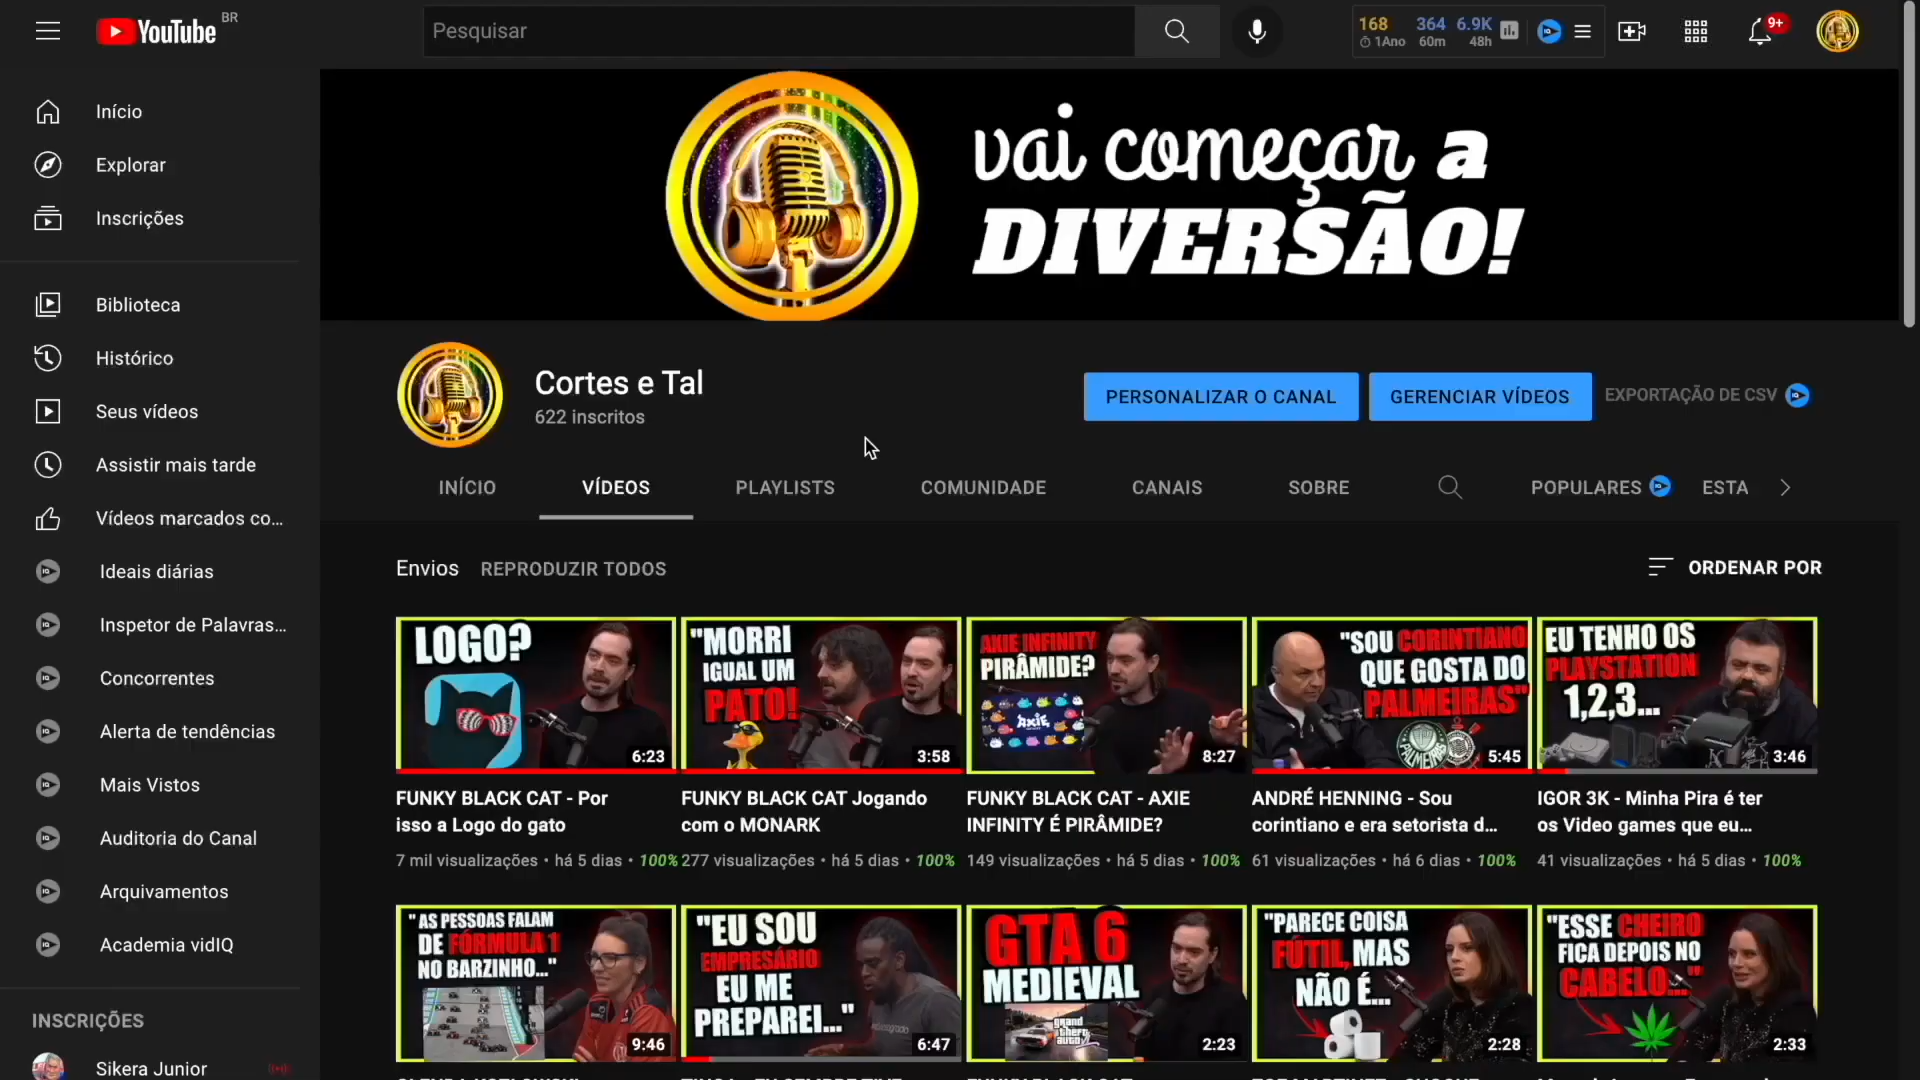 YouTube BR
Pesquisar
168 364 6.9K
1Ano 60m 48h
9+
Início
Explorar
Inscrições
Biblioteca
Histórico
Seus vídeos
Assistir mais tarde
Vídeos marcados co...
Ideais diárias
Inspetor de Palavras...
Concorrentes
Alerta de tendências
Mais Vistos
Auditoria do Canal
Arquivamentos
Academia vidIQ
INSCRIÇÕES
Sikera Junior
vai começar a
DIVERSÃO!
Cortes e Tal
622 inscritos
PERSONALIZAR O CANAL
GERENCIAR VÍDEOS
EXPORTAÇÃO DE CSV
INÍCIO VÍDEOS PLAYLISTS COMUNIDADE CANAIS SOBRE POPULARES ESTA
Envios REPRODUZIR TODOS
ORDENAR POR
LOGO?
6:23
FUNKY BLACK CAT - Por
isso a Logo do gato
7 mil visualizações • há 5 dias • 100%
"MORRI
IGUAL UM
PATO!
3:58
FUNKY BLACK CAT Jogando
com o MONARK
277 visualizações • há 5 dias • 100%
AXIE INFINITY
PIRÂMIDE?
AXIE
8:27
FUNKY BLACK CAT - AXIE
INFINITY É PIRÂMIDE?
149 visualizações • há 5 dias • 100%
"SOU CORINTIANO
QUE GOSTA DO
PALMEIRAS"
5:45
ANDRÉ HENNING - Sou
corintiano e era setorista d...
61 visualizações • há 6 dias • 100%
EU TENHO OS
PLAYSTATION
1,2,3...
3:46
IGOR 3K - Minha Pira é ter
os Video games que eu...
41 visualizações • há 5 dias • 100%
"AS PESSOAS FALAM
DE FÓRMULA 1
NO BARZINHO..."
9:46
"EU SOU
EMPRESÁRIO
EU ME
PREPAREI..."
6:47
GTA 6
MEDIEVAL
grand
theft
auto
2:23
"PARECE COISA
FÚTIL, MAS
NÃO É...
2:28
"ESSE CHEIRO
FICA DEPOIS NO
CABELO..."
2:33